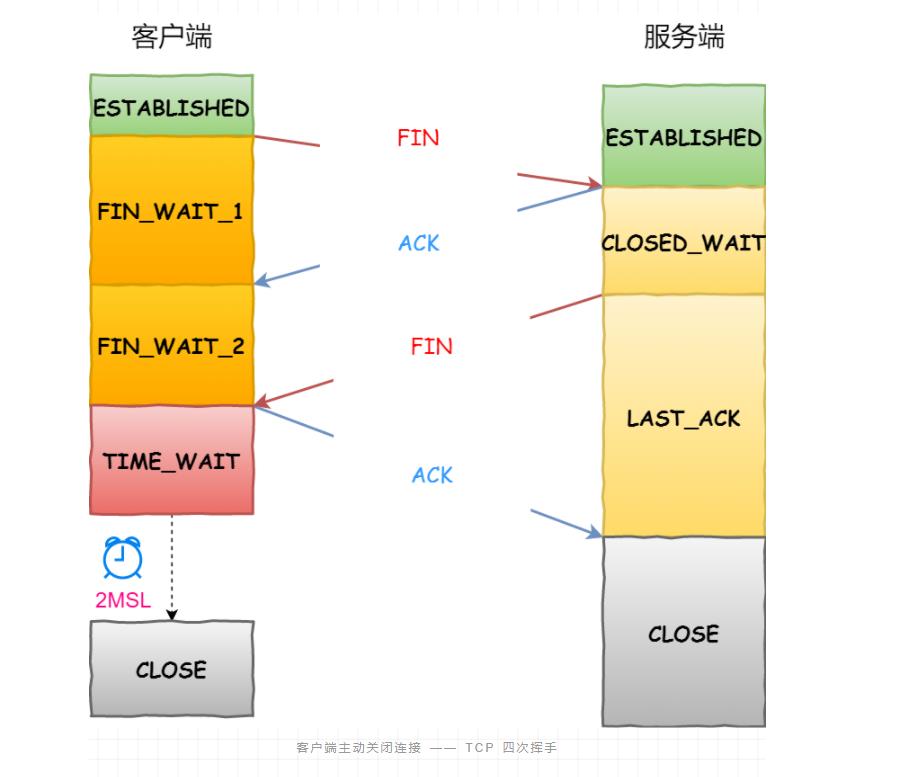 客户端
服务端
ESTABLISHED
ESTABLISHED
FIN
FIN_WAIT_1
ACK
CLOSED_WAIT
FIN_WAIT_2
FIN
LAST_ACK
TIME_WAIT
ACK
2MSL
CLOSE
CLOSE
客户端主动关闭连接 —— TCP 四次挥手